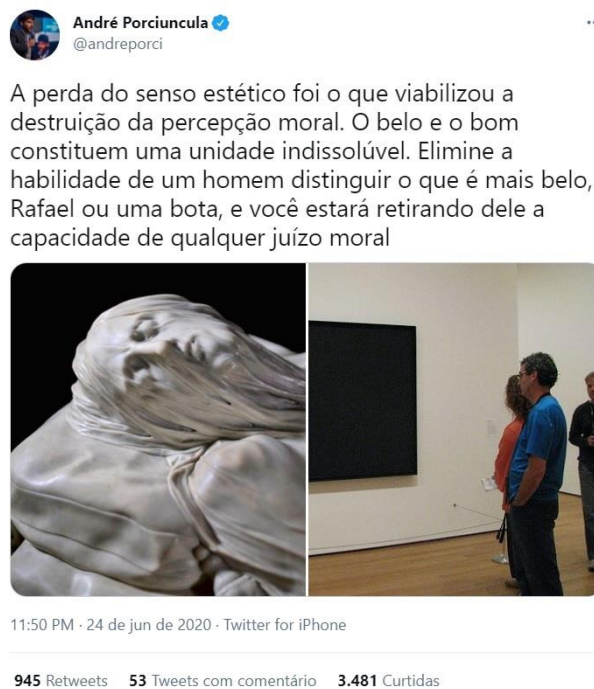 André Porciuncula
@andreporci
A perda do senso estético foi o que viabilizou a
destruição da percepção moral. O belo e o bom
constituem uma unidade indissolúvel. Elimine a
habilidade de um homem distinguir o que é mais belo,
Rafael ou uma bota, e você estará retirando dele a
capacidade de qualquer juízo moral
11:50 PM · 24 de jun de 2020 · Twitter for iPhone
945 Retweets 53 Tweets com comentário 3.481 Curtidas